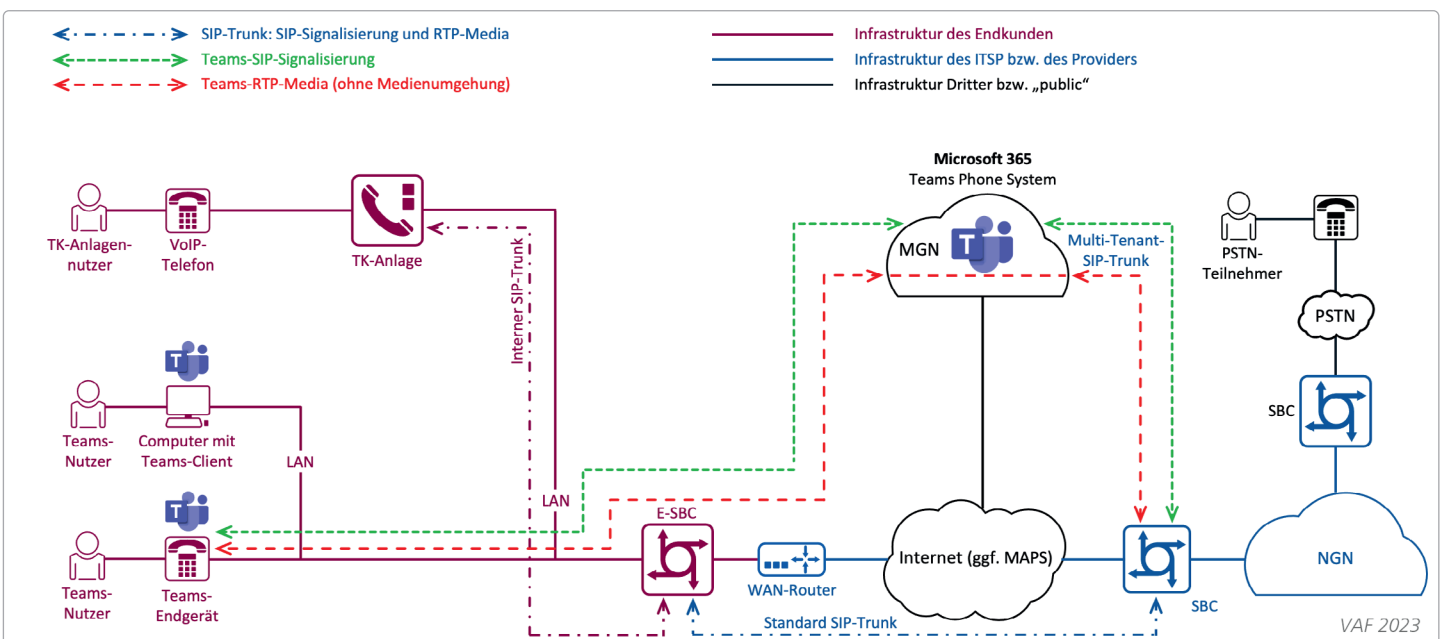 SIP-Trunk: SIP-Signalisierung und RTP-Media
Teams-SIP-Signalisierung
Teams-RTP-Media (ohne Medienumgehung)
Infrastruktur des Endkunden
Infrastruktur des ITSP bzw. des Providers
Infrastruktur Dritter bzw. „public“
Microsoft 365
Teams Phone System
MGN
T
Multi-Tenant-
SIP-Trunk
PSTN-
Teilnehmer
PSTN
SBC
TK-Anlagen-
nutzer
VoIP-
Telefon
TK-Anlage
Interner SIP-Trunk
T
Teams-
Nutzer
Computer mit
Teams-Client
LAN
LAN
T
Teams-
Nutzer
Teams-
Endgerät
E-SBC
WAN-Router
Internet (ggf. MAPS)
SBC
NGN
Standard SIP-Trunk
VAF 2023